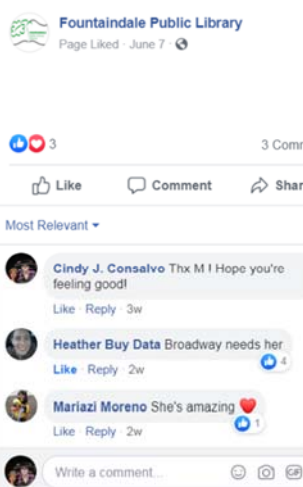 Fountaindale Public Library
Page Liked · June 7 ·
3
3 Comm
Like Comment Shar
Most Relevant
Cindy J. Consalvo Thx M ! Hope you're
feeling good!
Like · Reply · 3w
Heather Buy Data Broadway needs her
4
Like · Reply · 2w
Mariazi Moreno She's amazing
1
Like · Reply · 2w
Write a comment...
GIF